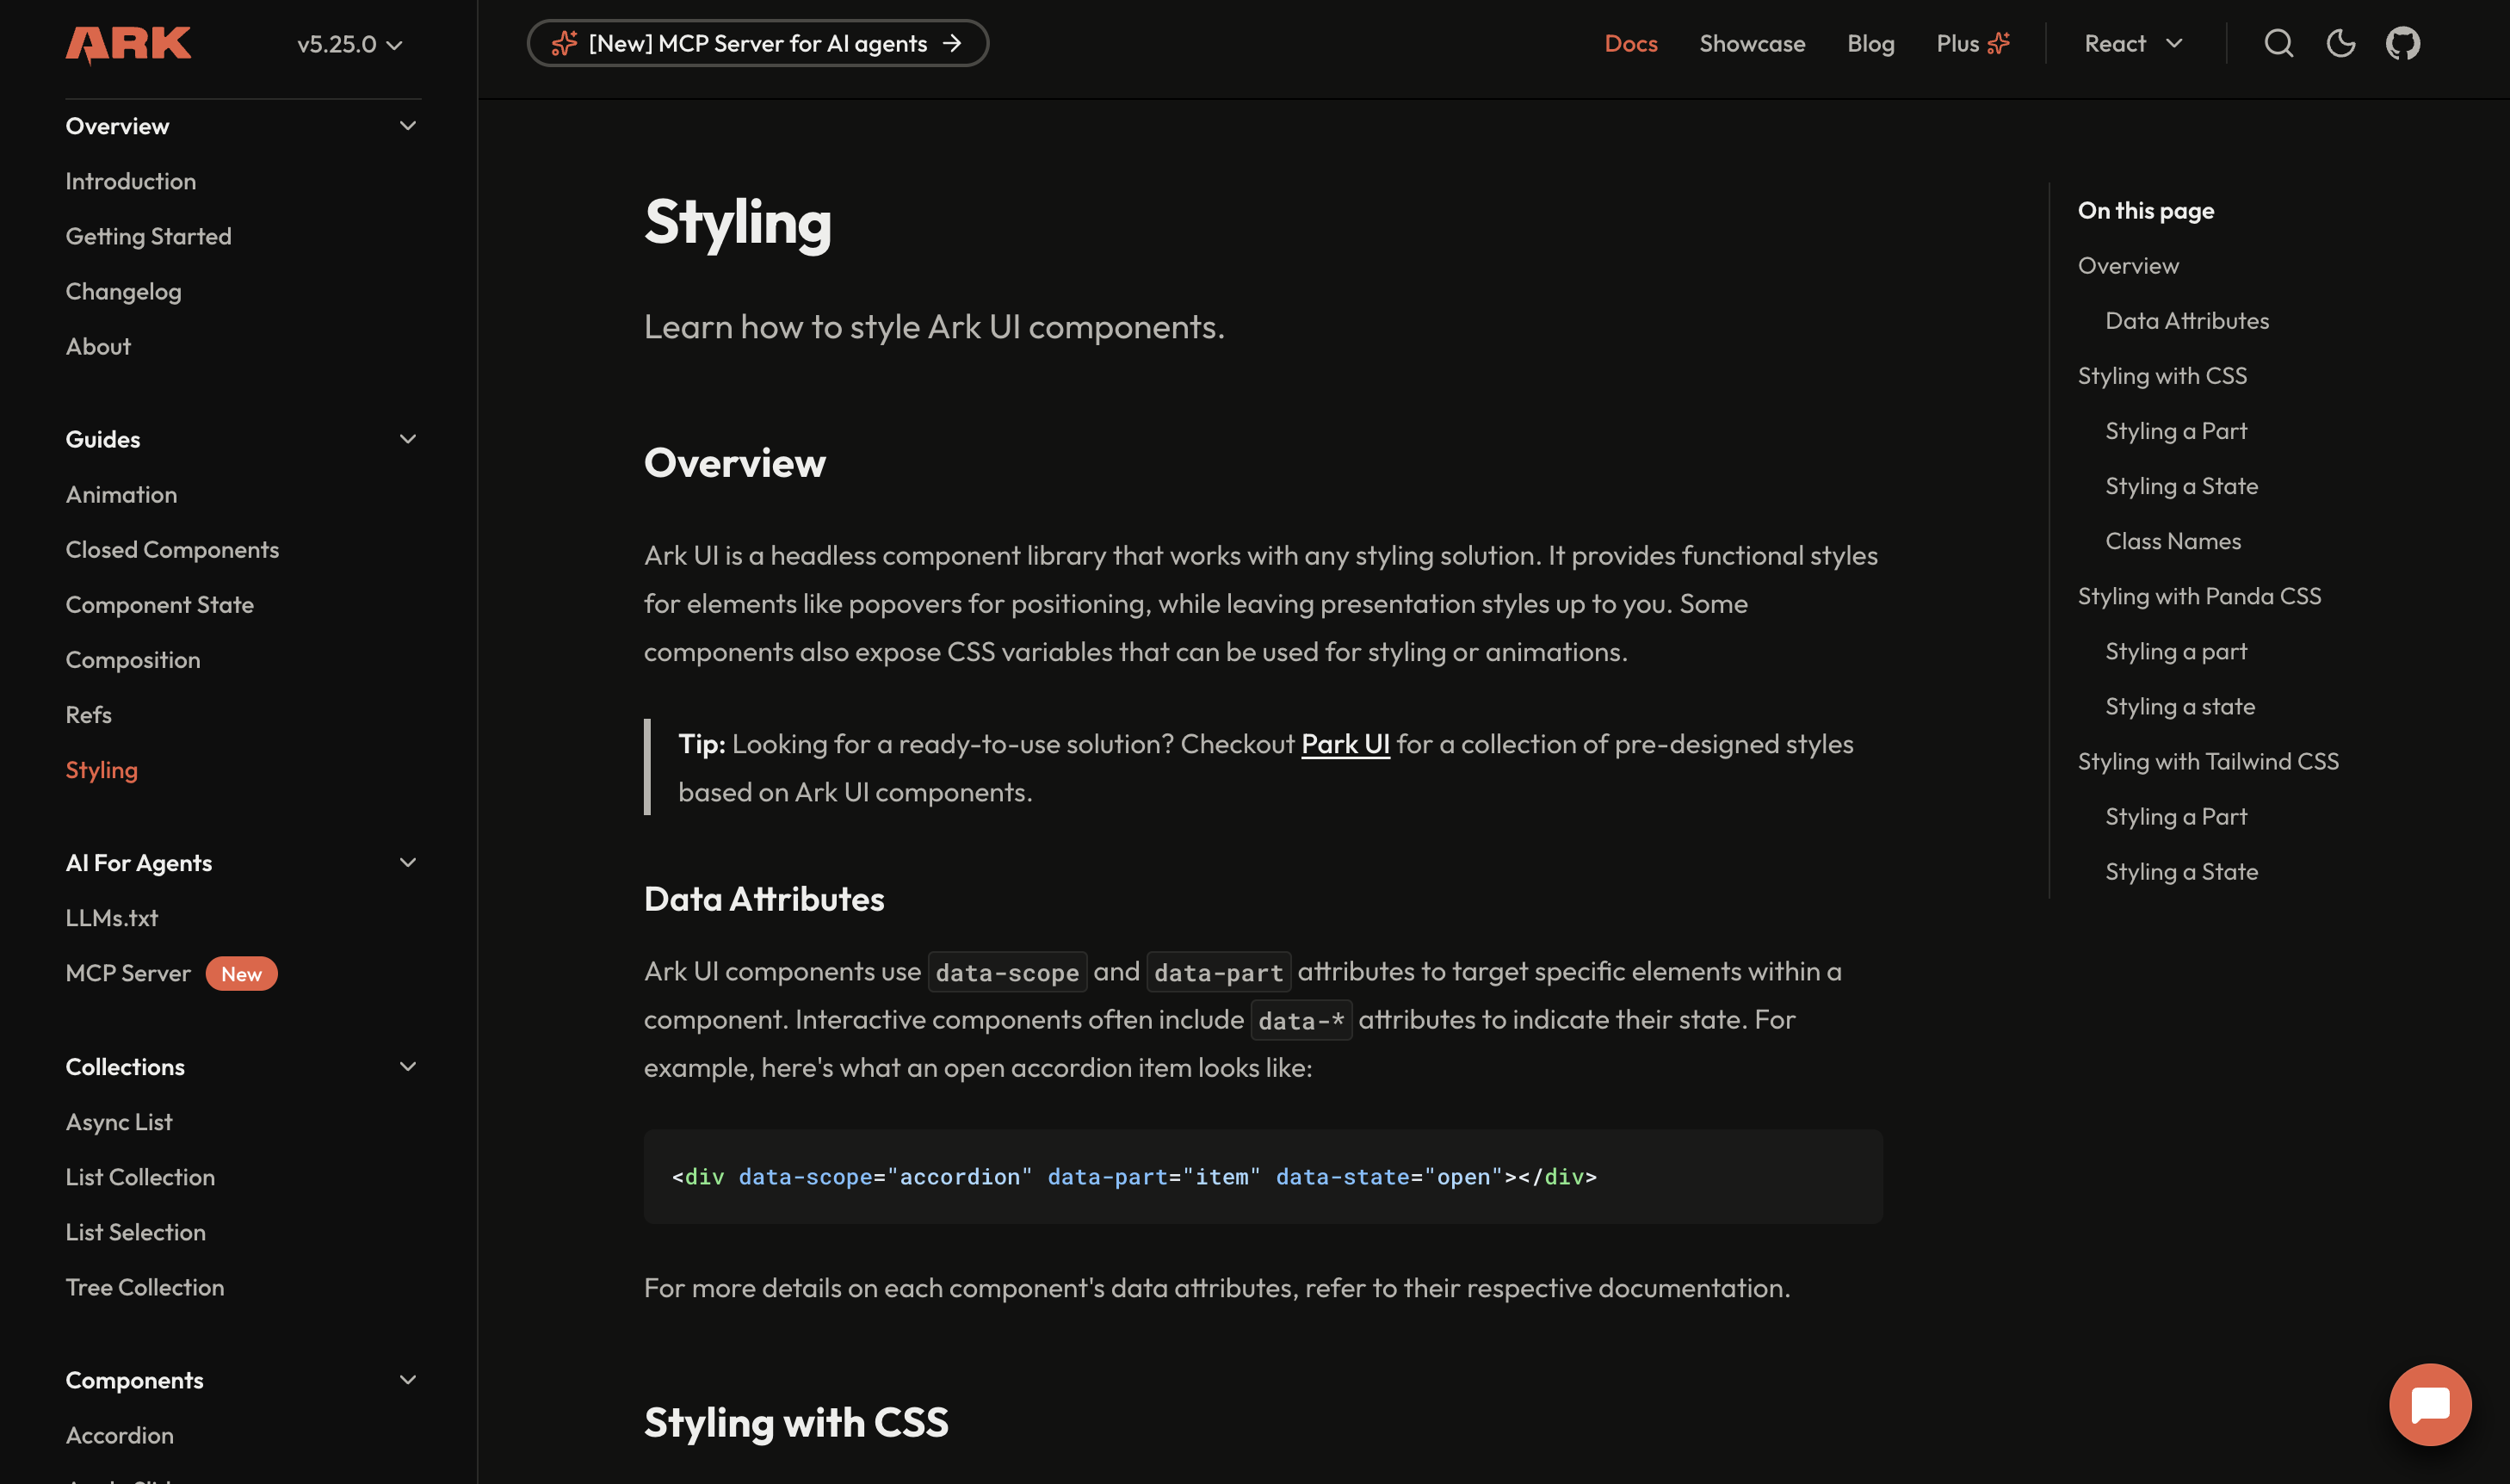 ARK
v5.25.0
[New] MCP Server for AI agents
Docs
Showcase
Blog
Plus
React
Overview
Introduction
Getting Started
Changelog
About
Guides
Animation
Closed Components
Component State
Composition
Refs
Styling
AI For Agents
LLMs.txt
MCP Server New
Collections
Async List
List Collection
List Selection
Tree Collection
Components
Accordion
Styling
Learn how to style Ark UI components.
Overview
Ark UI is a headless component library that works with any styling solution. It provides functional styles
for elements like popovers for positioning, while leaving presentation styles up to you. Some
components also expose CSS variables that can be used for styling or animations.
Tip: Looking for a ready-to-use solution? Checkout Park UI for a collection of pre-designed styles
based on Ark UI components.
Data Attributes
Ark UI components use data-scope and data-part attributes to target specific elements within a
component. Interactive components often include data-* attributes to indicate their state. For
example, here's what an open accordion item looks like:
<div data-scope="accordion" data-part="item" data-state="open"></div>
For more details on each component's data attributes, refer to their respective documentation.
Styling with CSS
On this page
Overview
Data Attributes
Styling with CSS
Styling a Part
Styling a State
Class Names
Styling with Panda CSS
Styling a part
Styling a state
Styling with Tailwind CSS
Styling a Part
Styling a State